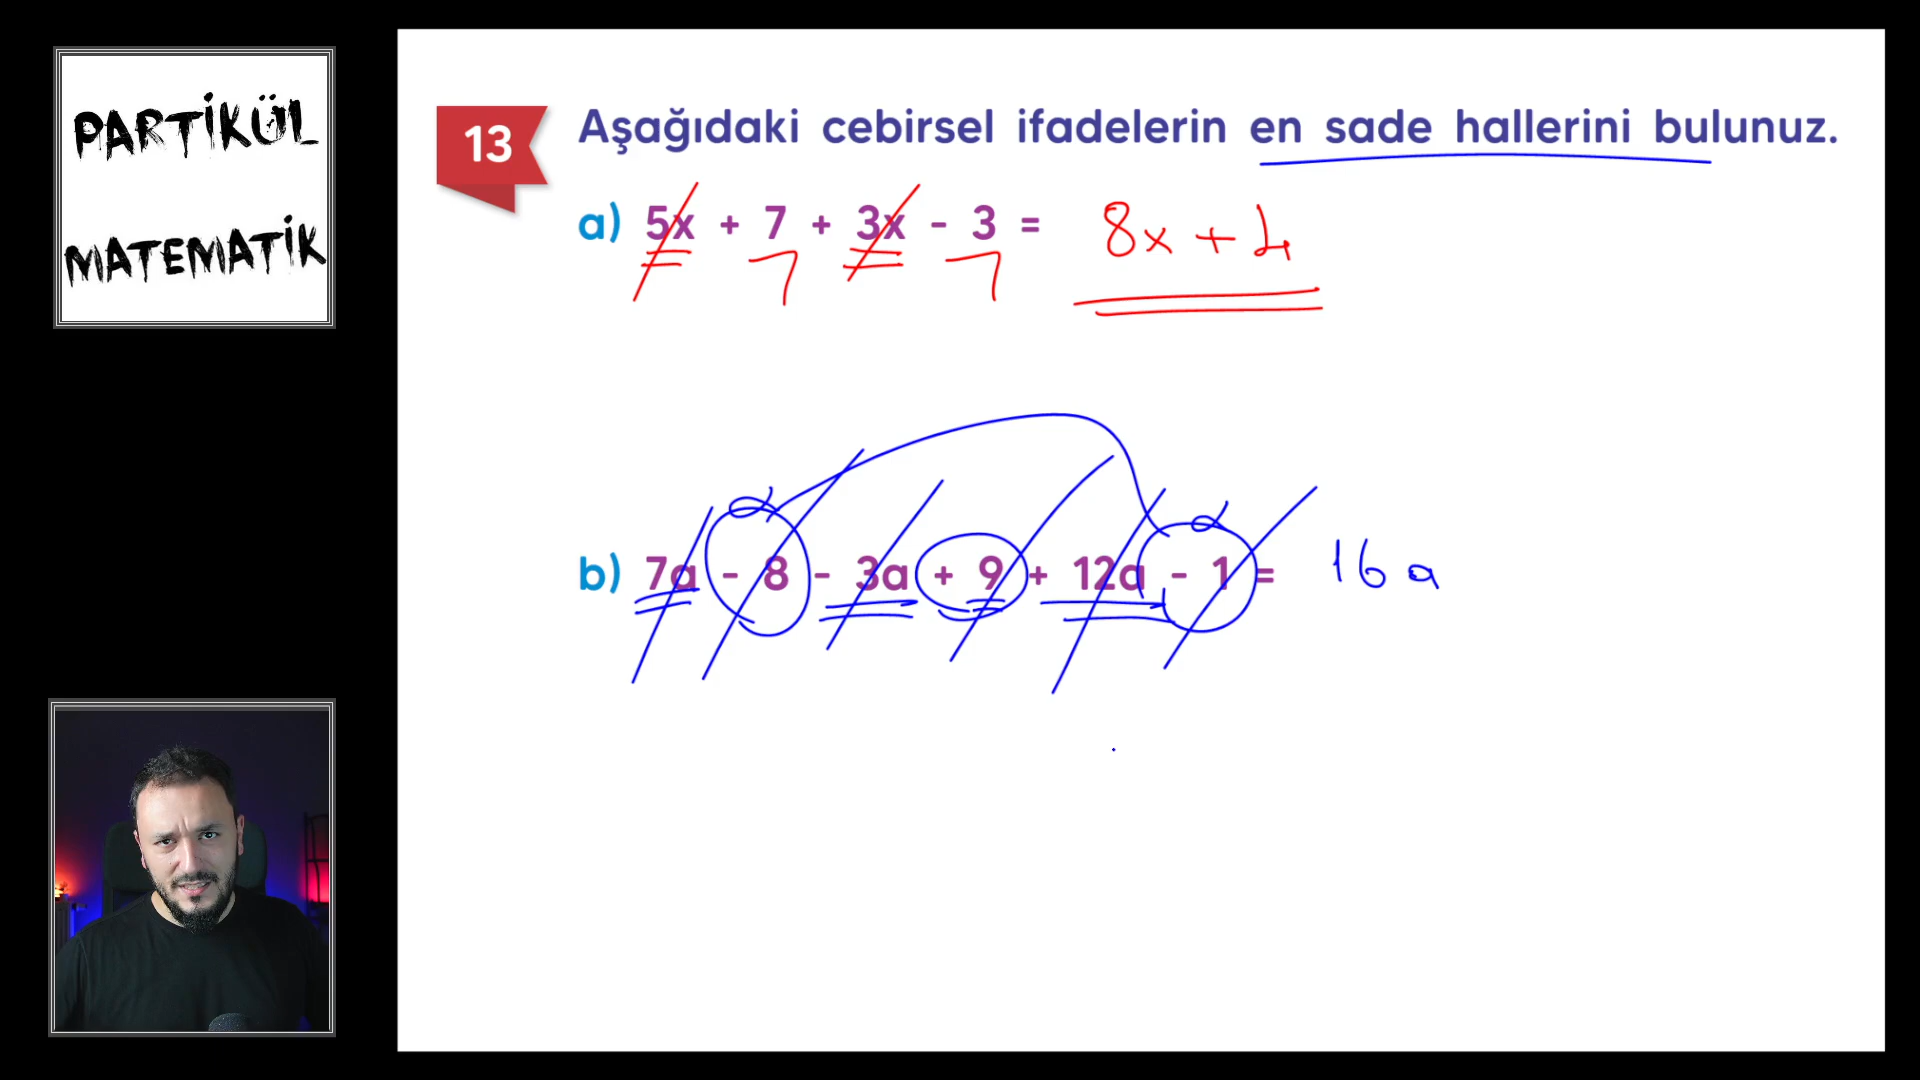 PARTİKÜL
MATEMATİK
13
Aşağıdaki cebirsel ifadelerin en sade hallerini bulunuz.
a) 5x + 7 + 3x - 3 = 8x + 4
b) 7a - 8 - 3a + 9 + 12a - 1 = 16a